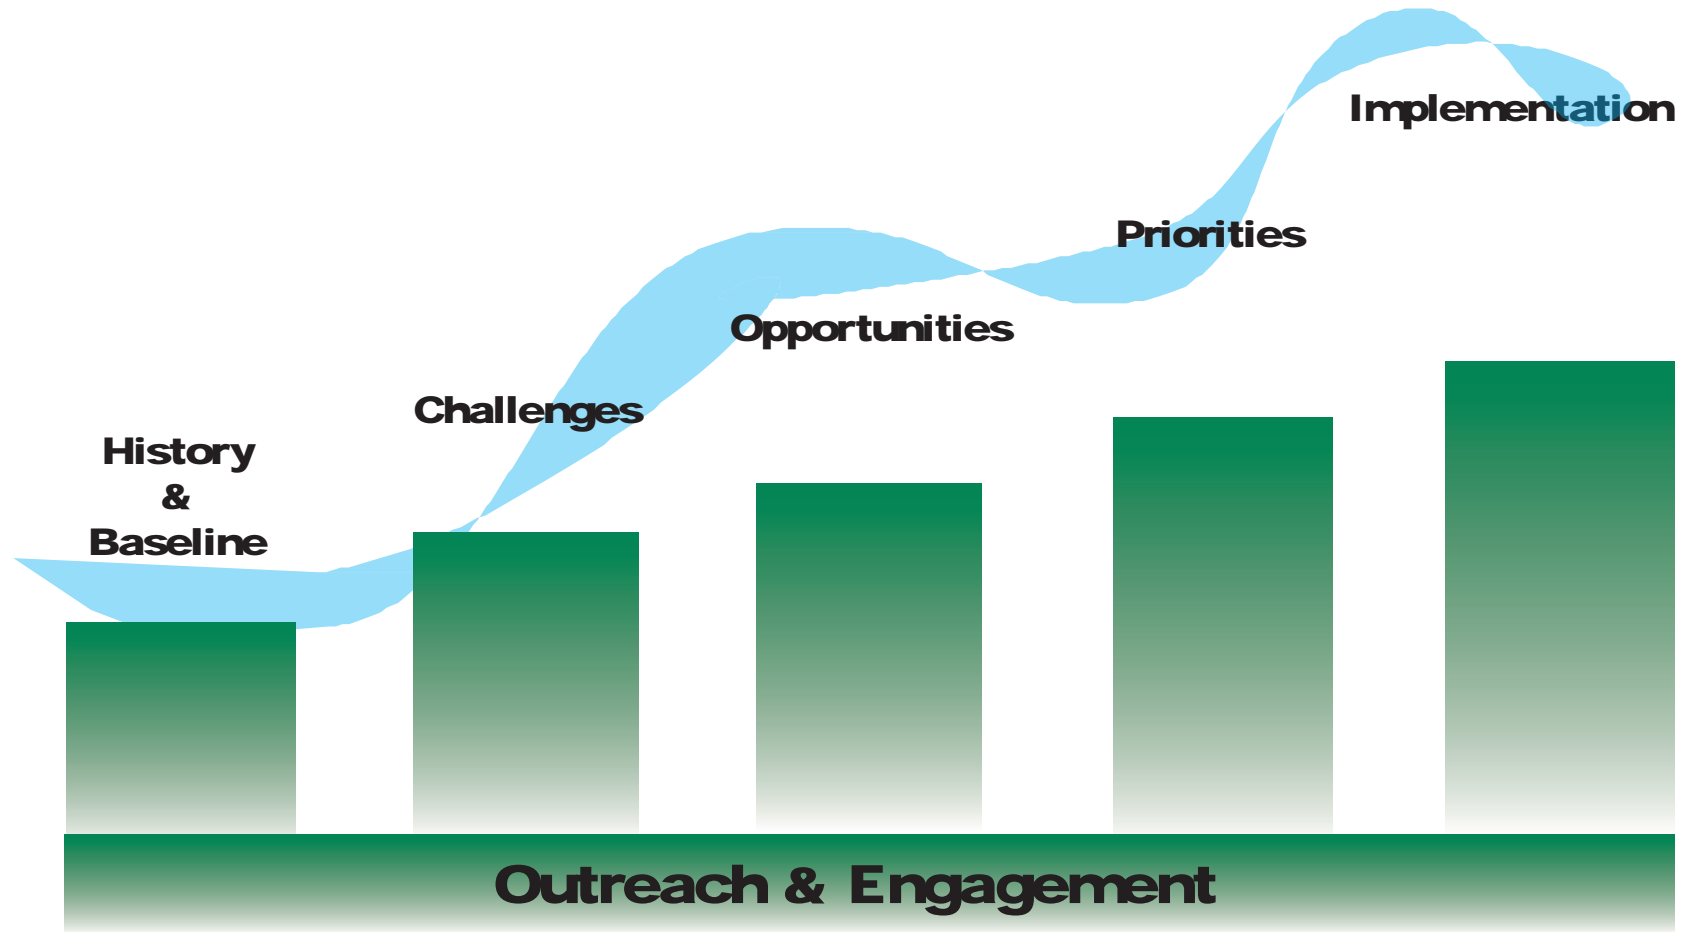 History
&
Baseline
Challenges
Opportunities
Priorities
Implementation
Outreach & Engagement